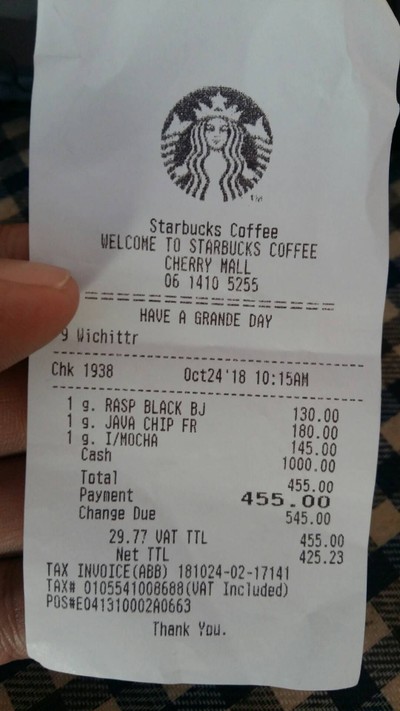 Starbucks Coffee
WELCOME TO STARBUCKS COFFEE
CHERRY MALL
06 1410 5255
================================
HAVE A GRANDE DAY
9 Wichittr
--------------------------------
Chk 1938 Oct24'18 10:15AM
--------------------------------
1 g. RASP BLACK BJ 130.00
1 g. JAVA CHIP FR 180.00
1 g. I/MOCHA 145.00
Cash 1000.00
Total 455.00
Payment 455.00
Change Due 545.00
29.77 VAT TTL 455.00
Net TTL 425.23
TAX INVOICE(ABB) 181024-02-17141
TAX# 0105541008688(VAT Included)
POS#E041310002A0663
Thank You.